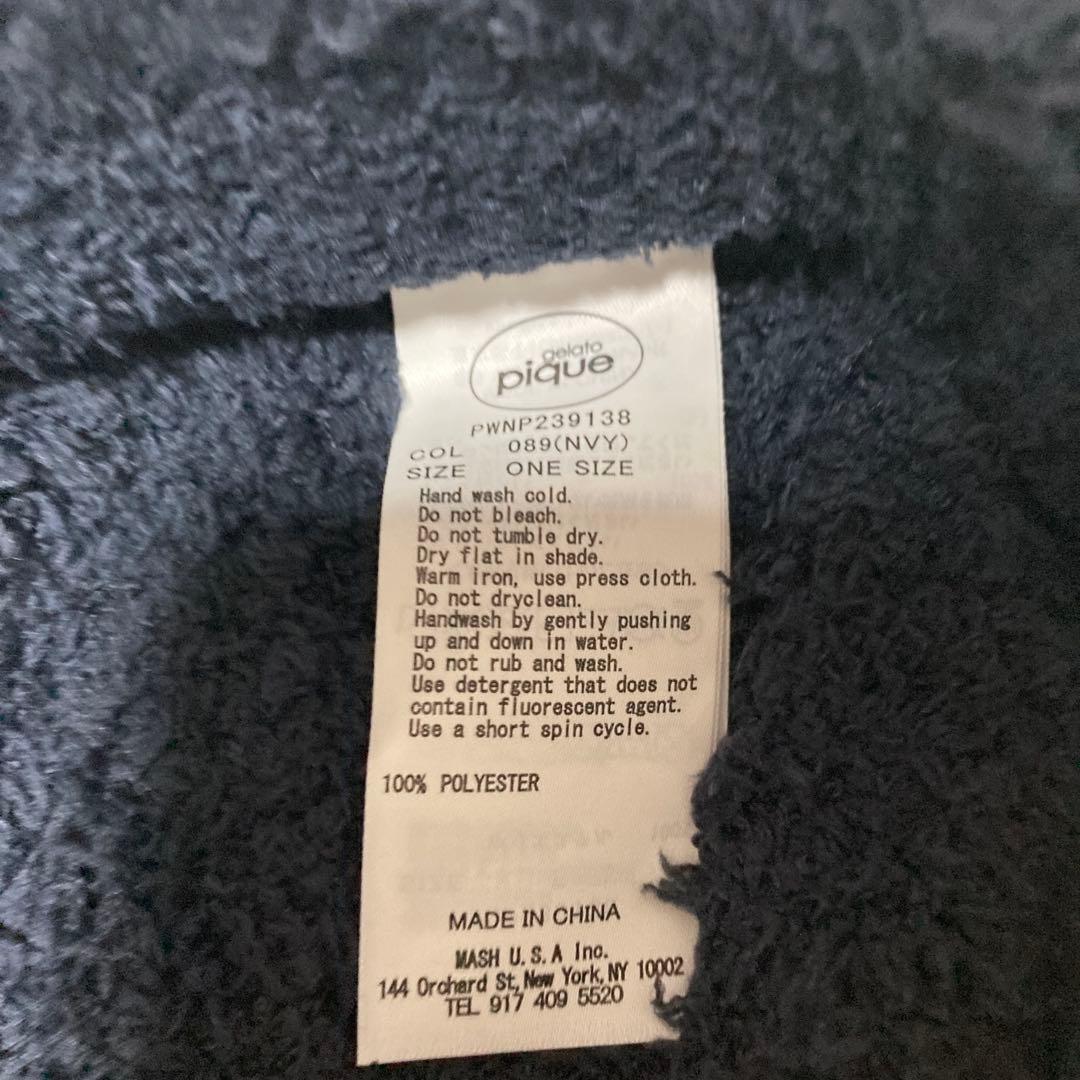 gelato
pique
PWNP239138
COL 089(NVY)
SIZE ONE SIZE
Hand wash cold.
Do not bleach.
Do not tumble dry.
Dry flat in shade.
Warm iron, use press cloth.
Do not dryclean.
Handwash by gently pushing
up and down in water.
Do not rub and wash.
Use detergent that does not
contain fluorescent agent.
Use a short spin cycle.
100% POLYESTER
MADE IN CHINA
MASH U.S.A Inc.
144 Orchard St, New York, NY 10002
TEL 917 409 5520